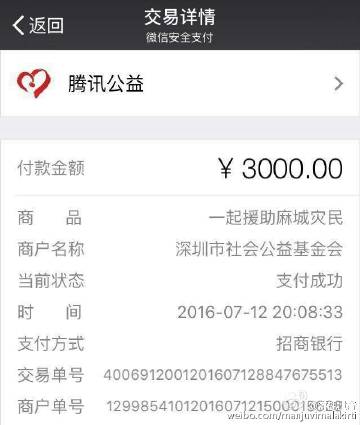 返回
交易详情
微信安全支付
腾讯公益
付款金额 ¥ 3000.00
商 品 一起援助麻城灾民
商户名称 深圳市社会公益基金会
当前状态 支付成功
时 间 2016-07-12 20:08:33
支付方式 招商银行
交易单号 4006912001201607128847675513
商户单号
weibo.com/manjuvimalakirti